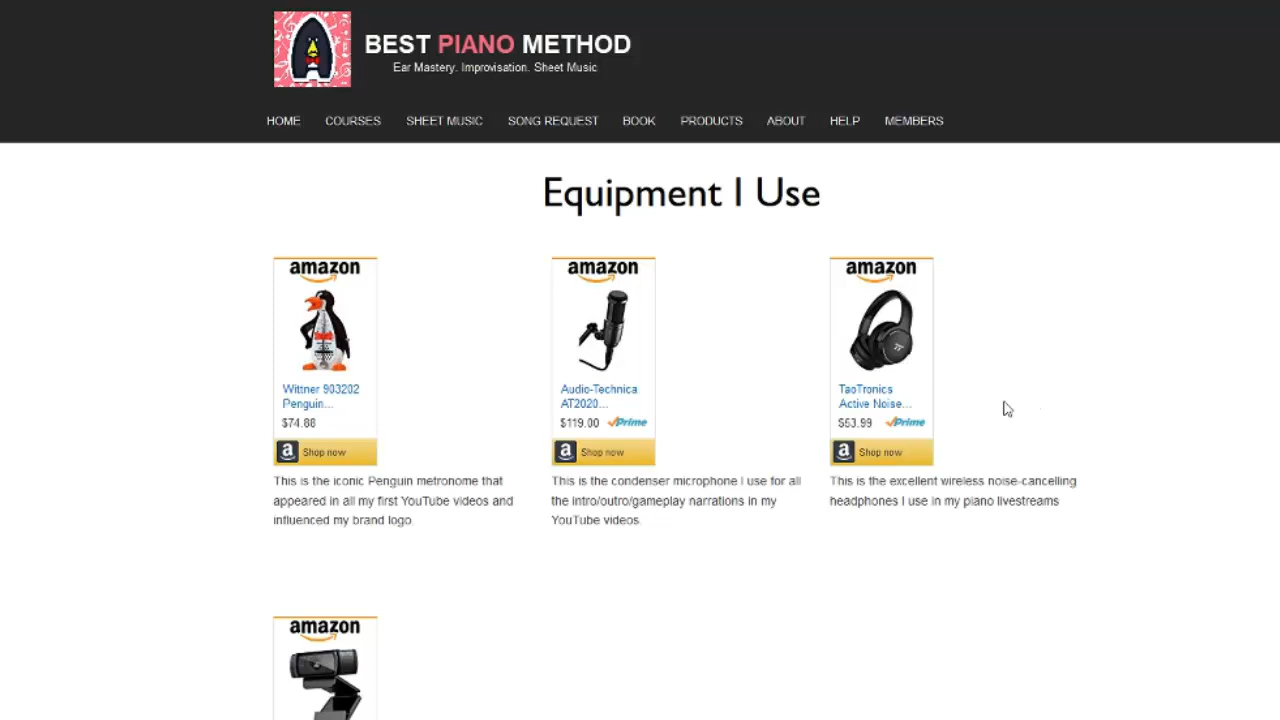 BEST PIANO METHOD
Ear Mastery. Improvisation. Sheet Music
HOME COURSES SHEET MUSIC SONG REQUEST BOOK PRODUCTS ABOUT HELP MEMBERS
Equipment I Use
amazon
Wittner 903202
Penguin...
$74.88
a Shop now
This is the iconic Penguin metronome that
appeared in all my first YouTube videos and
influenced my brand logo.
amazon
Audio-Technica
AT2020...
$119.00 Prime
a Shop now
This is the condenser microphone I use for all
the intro/outro/gameplay narrations in my
YouTube videos.
amazon
TaoTronics
Active Noise...
$53.99 Prime
a Shop now
This is the excellent wireless noise-cancelling
headphones I use in my piano livestreams
amazon